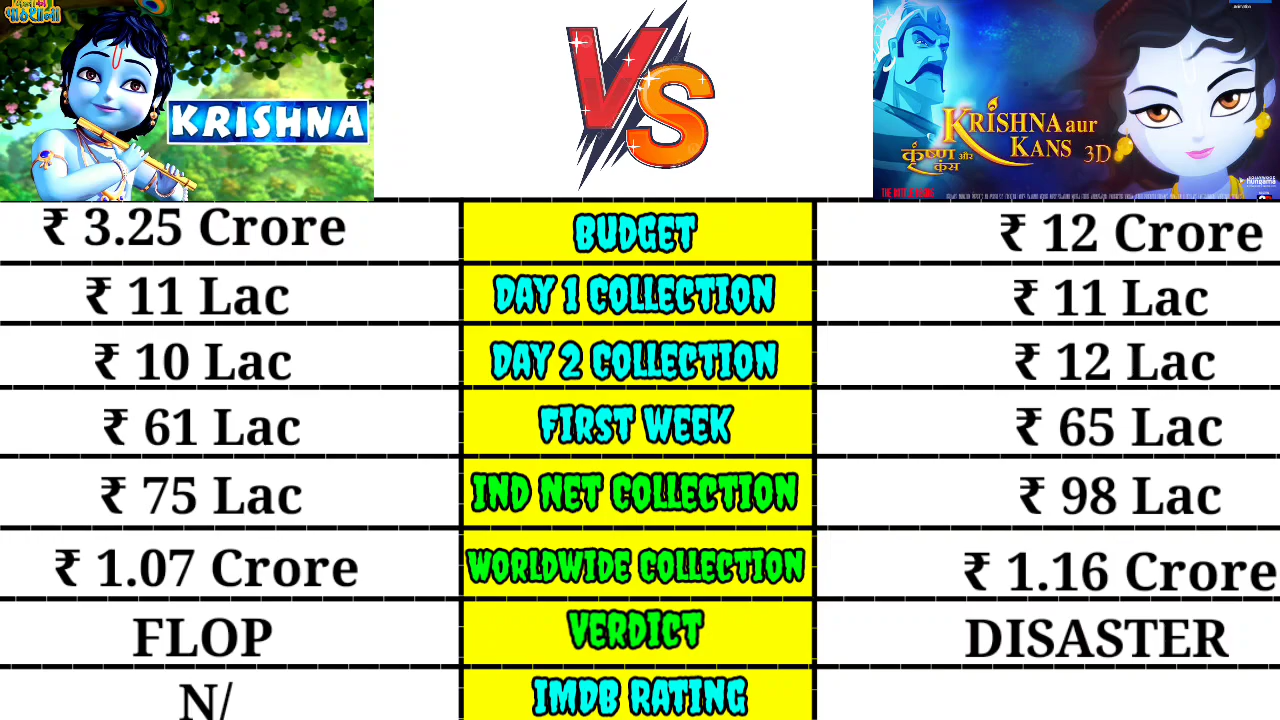 KRISHNA
VS
KRISHNA aur
KANS 3D
कृष्ण और
कंस
₹ 3.25 Crore BUDGET ₹ 12 Crore
₹ 11 Lac DAY 1 COLLECTION ₹ 11 Lac
₹ 10 Lac DAY 2 COLLECTION ₹ 12 Lac
₹ 61 Lac FIRST WEEK ₹ 65 Lac
₹ 75 Lac IND NET COLLECTION ₹ 98 Lac
₹ 1.07 Crore WORLDWIDE COLLECTION ₹ 1.16 Crore
FLOP VERDICT DISASTER
N/ IMDB RATING